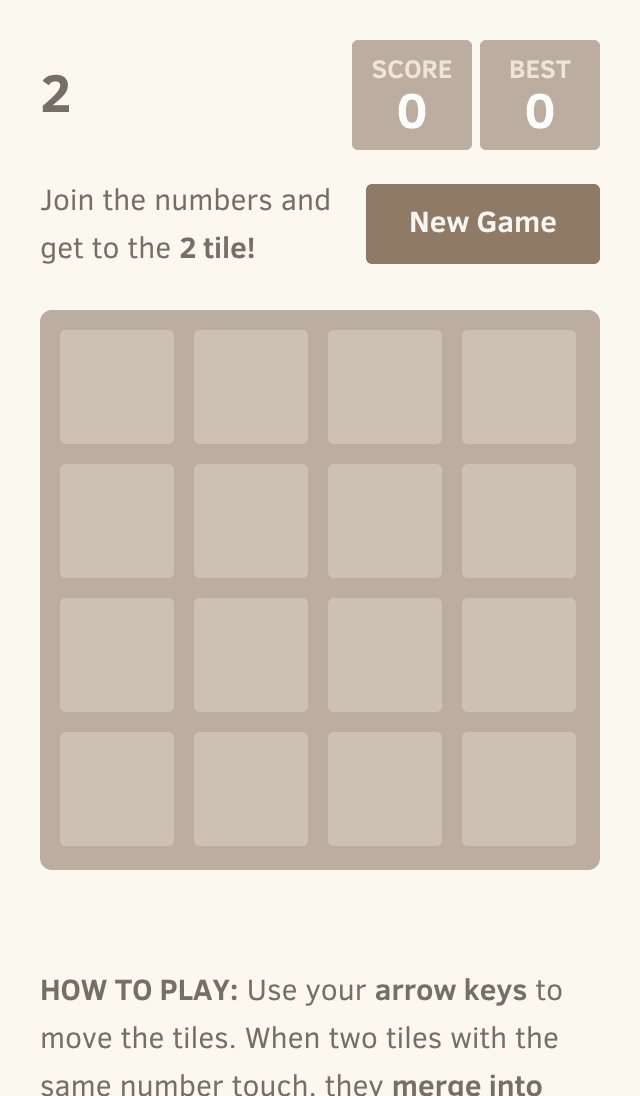 2
SCORE
0
BEST
0
Join the numbers and
get to the 2 tile!
New Game
HOW TO PLAY: Use your arrow keys to
move the tiles. When two tiles with the
same number touch, they merge into